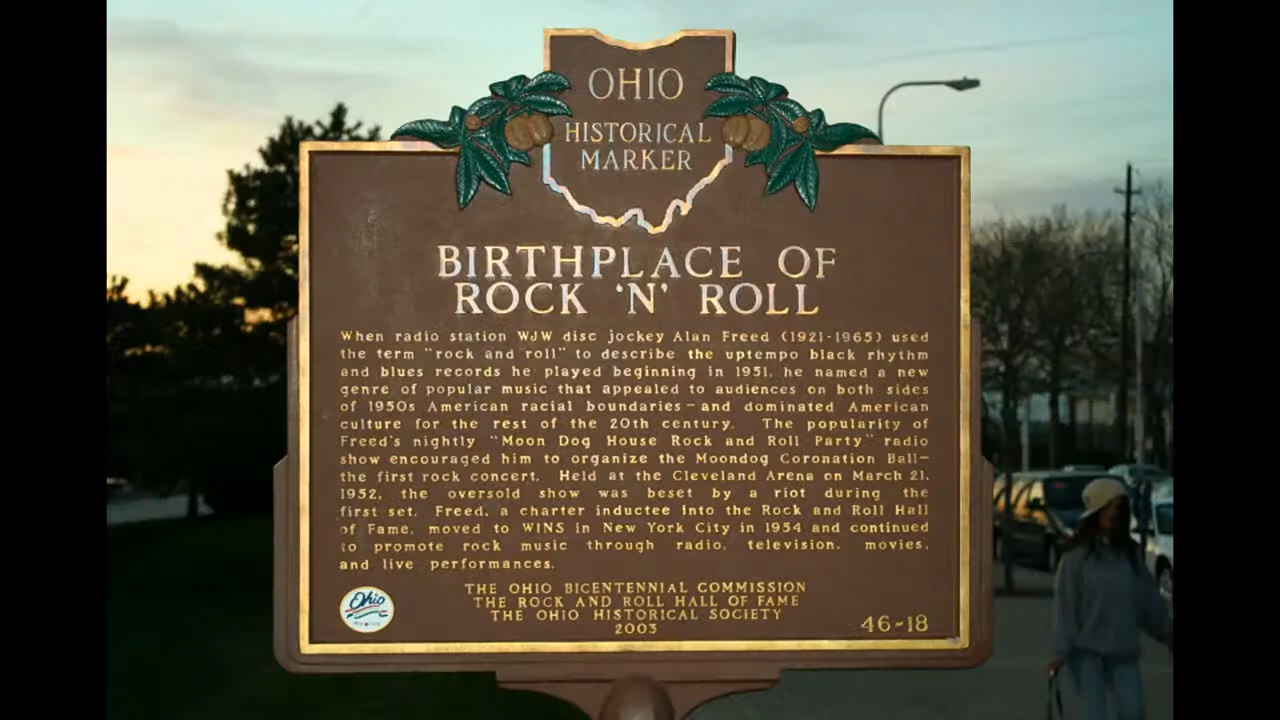 OHIO
HISTORICAL
MARKER
BIRTHPLACE OF
ROCK 'N' ROLL
When radio station WJW disc jockey Alan Freed (1921-1965) used
the term "rock and roll" to describe the uptempo black rhythm
and blues records he played beginning in 1951, he named a new
genre of popular music that appealed to audiences on both sides
of 1950s American racial boundaries—and dominated American
culture for the rest of the 20th century. The popularity of
Freed's nightly "Moon Dog House Rock and Roll Party" radio
show encouraged him to organize the Moondog Coronation Ball—
the first rock concert. Held at the Cleveland Arena on March 21,
1952, the oversold show was beset by a riot during the
first set. Freed, a charter inductee into the Rock and Roll Hall
of Fame, moved to WINS in New York City in 1954 and continued
to promote rock music through radio, television, movies,
and live performances.
THE OHIO BICENTENNIAL COMMISSION
THE ROCK AND ROLL HALL OF FAME
THE OHIO HISTORICAL SOCIETY
2003
46-18
Ohio